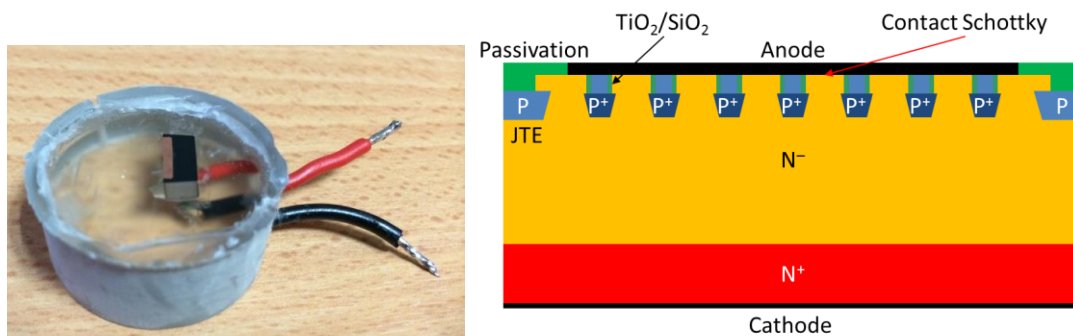 TiO₂/SiO₂
Contact Schottky
Passivation
Anode
P
P⁺
P⁺
P⁺
P⁺
P⁺
P⁺
P⁺
P
JTE
N⁻
N⁺
Cathode